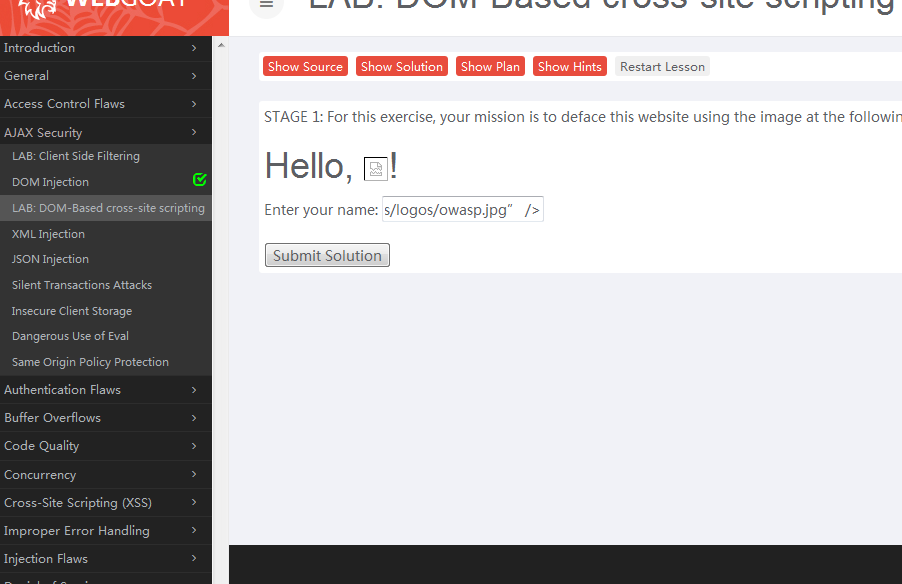 WEBGOAT
LAB: DOM-Based cross-site scripting
Introduction
General
Access Control Flaws
AJAX Security
LAB: Client Side Filtering
DOM Injection
LAB: DOM-Based cross-site scripting
XML Injection
JSON Injection
Silent Transactions Attacks
Insecure Client Storage
Dangerous Use of Eval
Same Origin Policy Protection
Authentication Flaws
Buffer Overflows
Code Quality
Concurrency
Cross-Site Scripting (XSS)
Improper Error Handling
Injection Flaws
Show Source Show Solution Show Plan Show Hints Restart Lesson
STAGE 1: For this exercise, your mission is to deface this website using the image at the followin
Hello, !
Enter your name: s/logos/owasp.jpg” />
Submit Solution